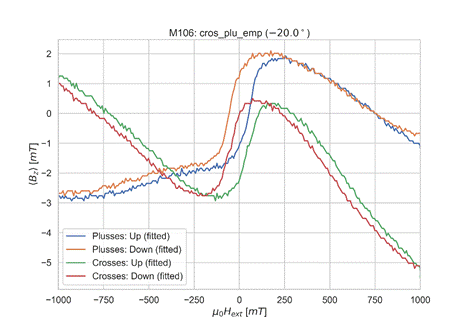 M106: cros_plu_emp (−20.0°)
⟨B_z⟩ [mT]
2
1
0
−1
−2
−3
−4
−5
Plusses: Up (fitted)
Plusses: Down (fitted)
Crosses: Up (fitted)
Crosses: Down (fitted)
−1000 −750 −500 −250 0 250 500 750 1000
μ₀H_ext [mT]